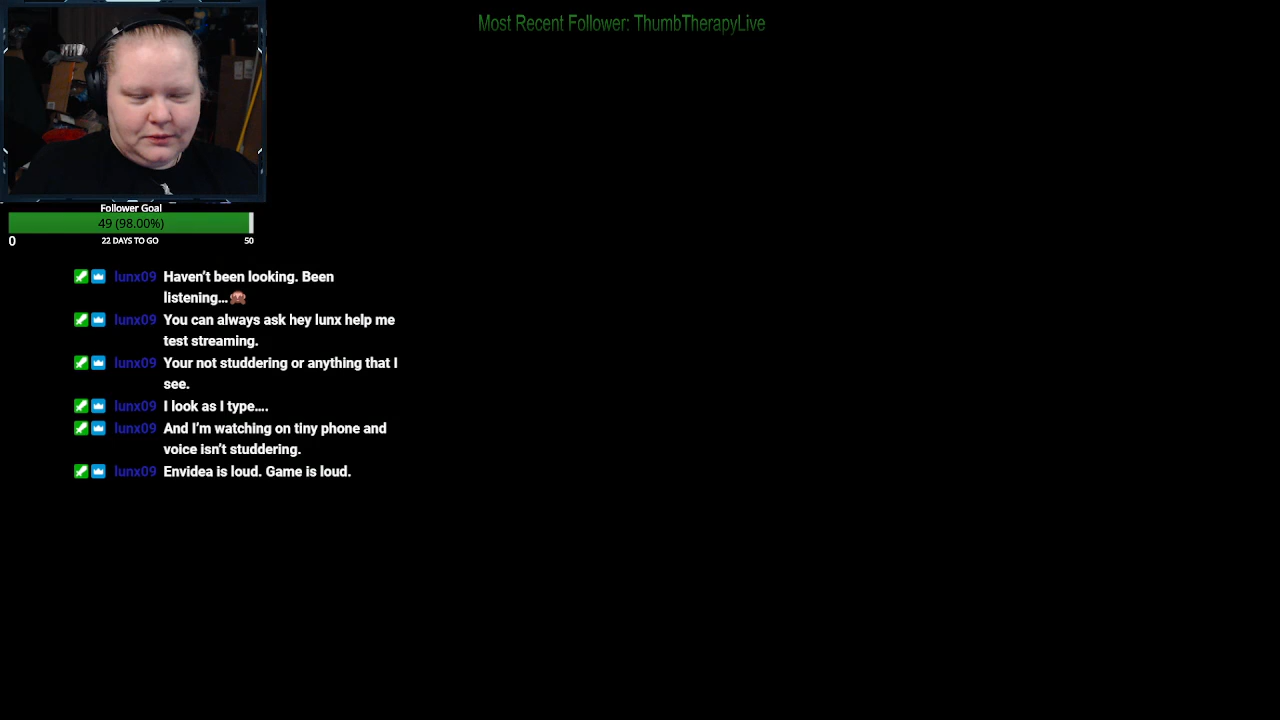 Most Recent Follower: ThumbTherapyLive
Follower Goal
49 (98.00%)
0 22 DAYS TO GO 50
lunx09 Haven't been looking. Been
listening...
lunx09 You can always ask hey lunx help me
test streaming.
lunx09 Your not studdering or anything that I
see.
lunx09 I look as I type....
lunx09 And I'm watching on tiny phone and
voice isn't studdering.
lunx09 Envidea is loud. Game is loud.